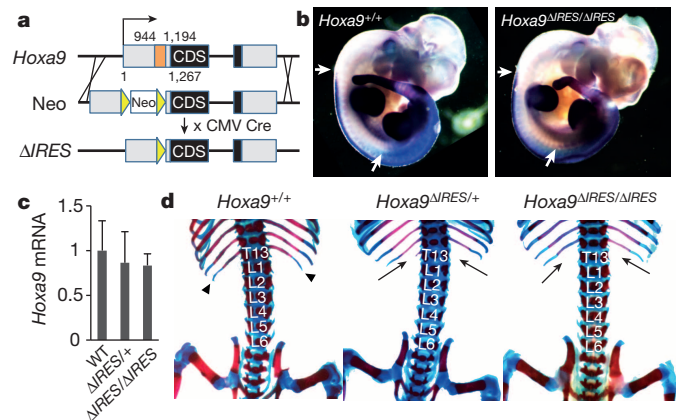 a
944 1,194
Hoxa9 CDS
1 1,267
Neo Neo CDS
x CMV Cre
ΔIRES CDS
b
Hoxa9+/+ Hoxa9ΔIRES/ΔIRES
c
Hoxa9 mRNA
1.5
1
0.5
0
WT
ΔIRES/+
ΔIRES/ΔIRES
d
Hoxa9+/+ Hoxa9ΔIRES/+ Hoxa9ΔIRES/ΔIRES
T13 T13 T13
L1 L1 L1
L2 L2 L2
L3 L3 L3
L4 L4 L4
L5 L5 L5
L6 L6 L6